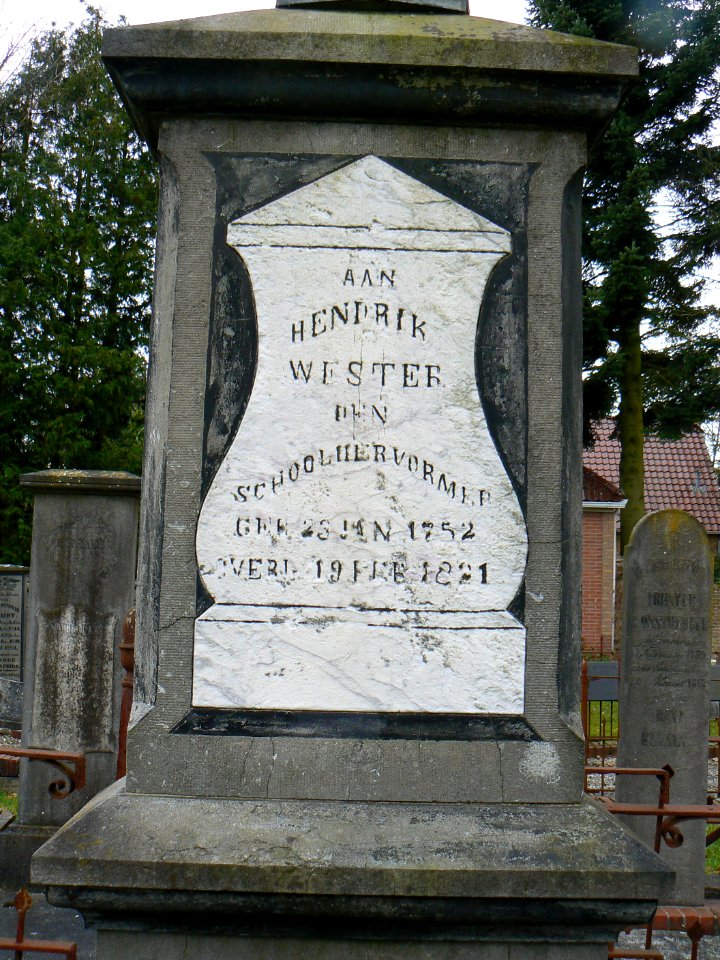 AAN
HENDRIK
WESTER
DEN
SCHOOLHERVORMER
GEB 23 JAN 1752
OVERL 19 FEB 1821